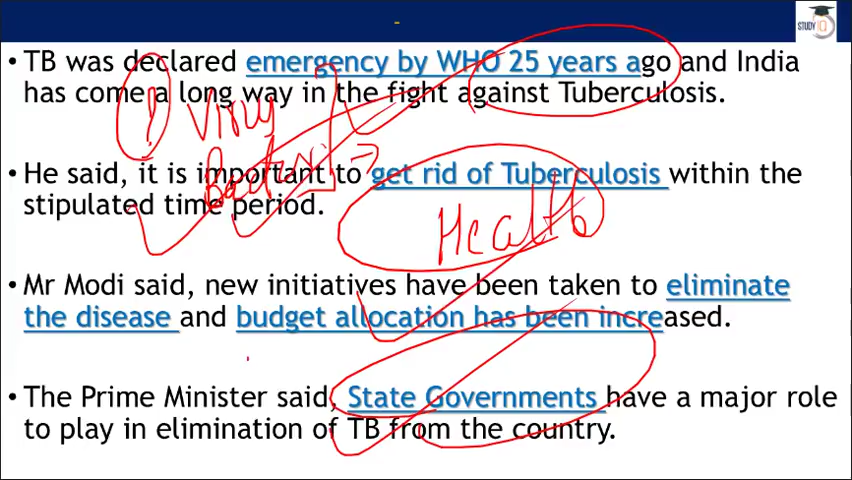 STUDY IQ
• TB was declared emergency by WHO 25 years ago and India
has come a long way in the fight against Tuberculosis.
! Virus
Bacteria
• He said, it is important to get rid of Tuberculosis within the
stipulated time period.
Health
• Mr Modi said, new initiatives have been taken to eliminate
the disease and budget allocation has been increased.
• The Prime Minister said, State Governments have a major role
to play in elimination of TB from the country.